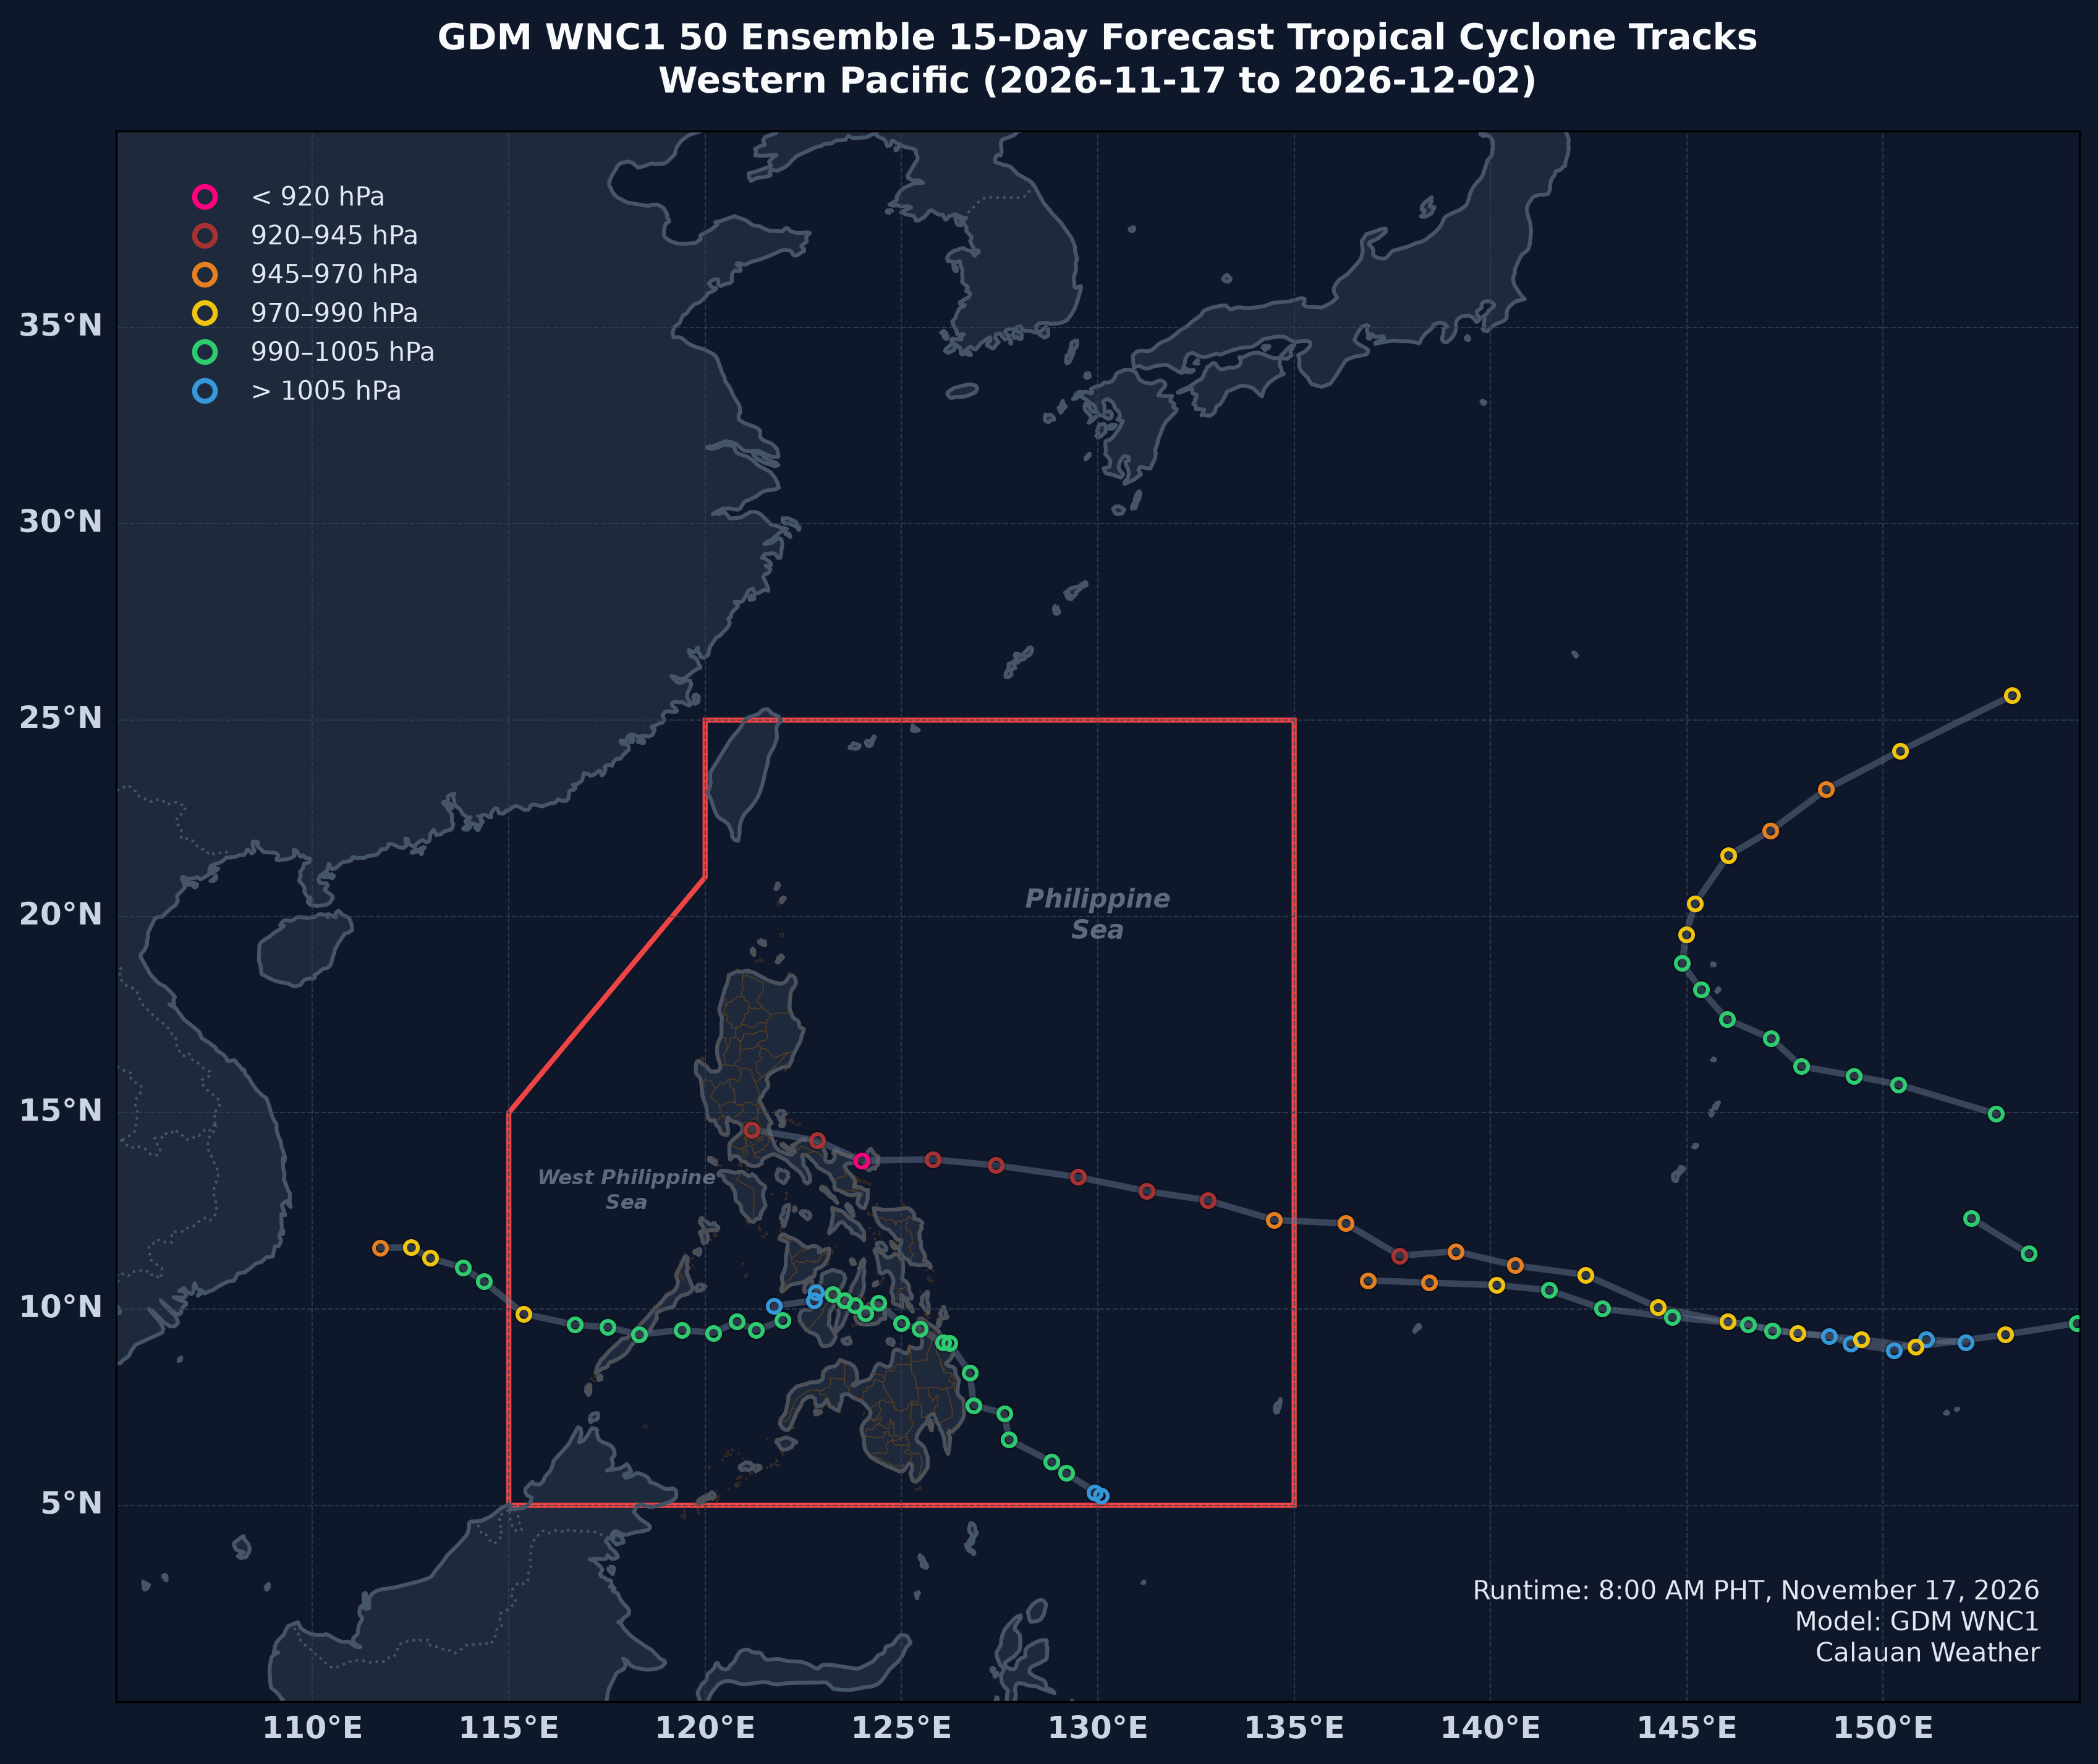 GDM WNC1 50 Ensemble 15-Day Forecast Tropical Cyclone Tracks
Western Pacific (2026-11-17 to 2026-12-02)
< 920 hPa
920–945 hPa
945–970 hPa
970–990 hPa
990–1005 hPa
> 1005 hPa
35°N
30°N
25°N
20°N
15°N
10°N
5°N
Philippine
Sea
West Philippine
Sea
Runtime: 8:00 AM PHT, November 17, 2026
Model: GDM WNC1
Calauan Weather
110°E 115°E 120°E 125°E 130°E 135°E 140°E 145°E 150°E